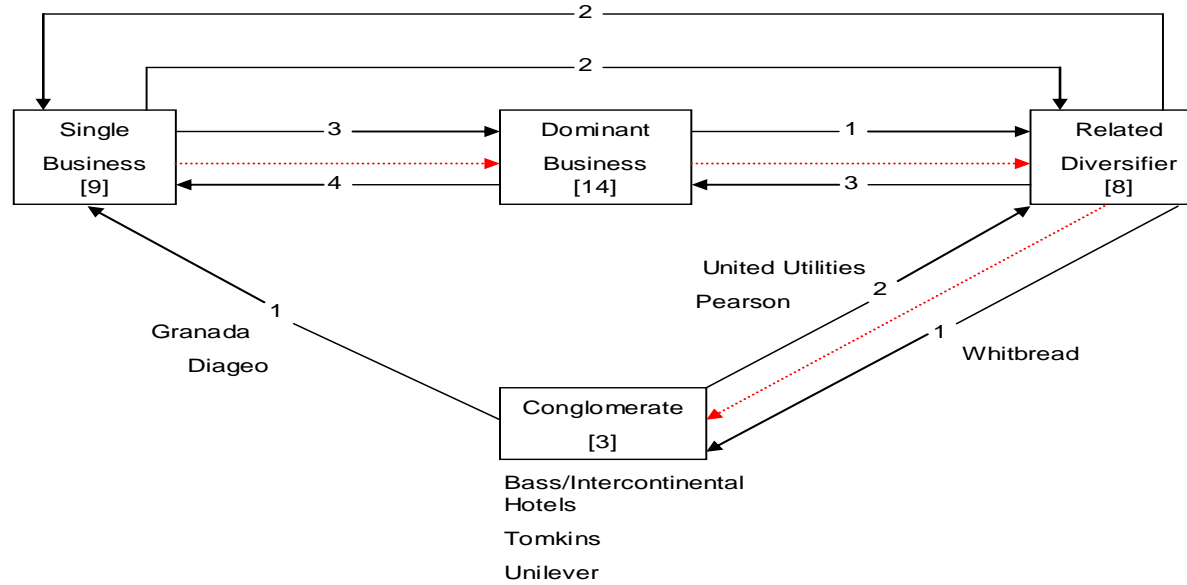 2
2
Single
Business
[9]
3
4
Dominant
Business
[14]
1
3
Related
Diversifier
[8]
1
Granada
Diageo
United Utilities
2
Pearson
1
Whitbread
Conglomerate
[3]
Bass/Intercontinental
Hotels
Tomkins
Unilever